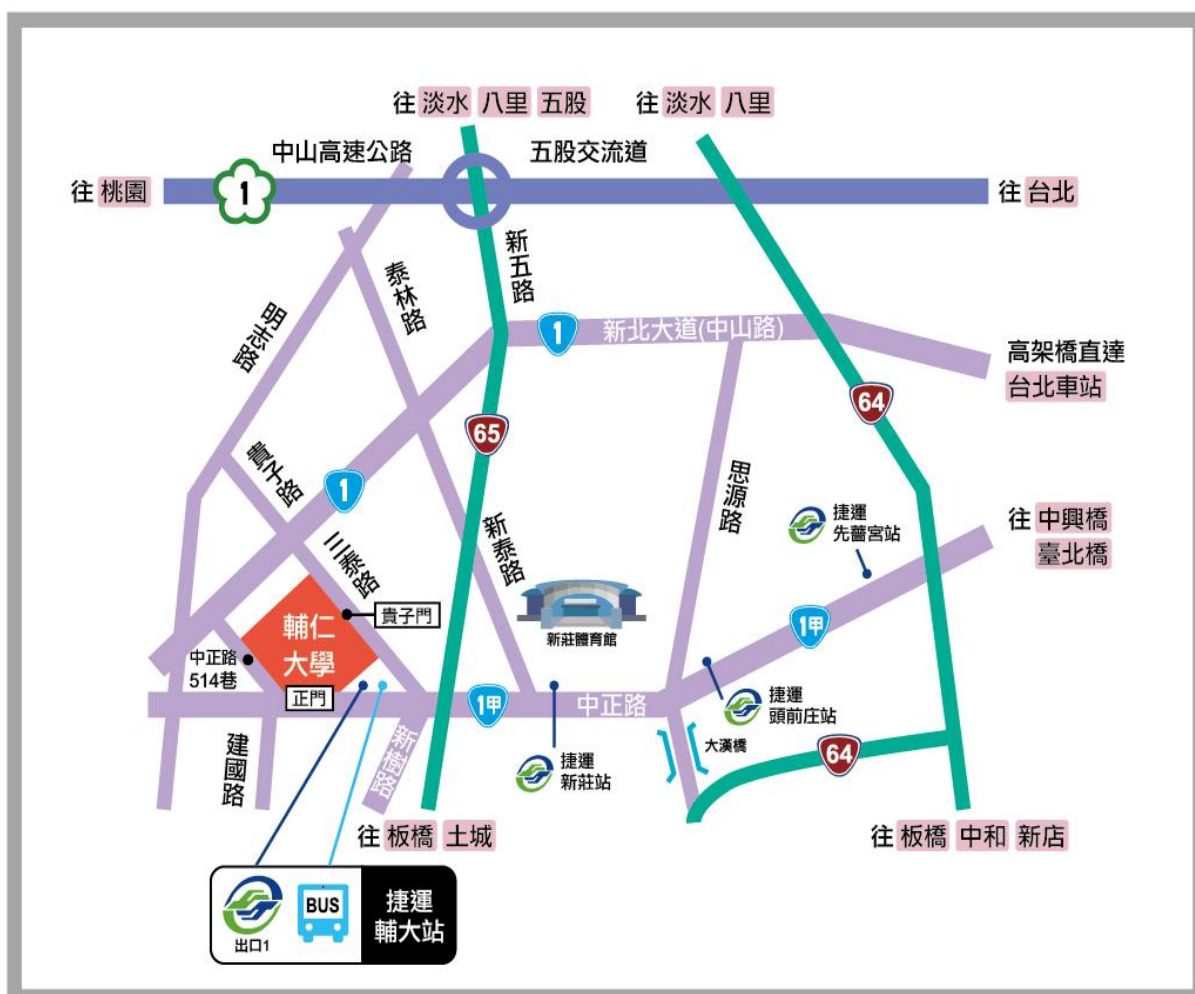 往 淡水 八里 五股
往 淡水 八里
中山高速公路
五股交流道
往 桃園
1
往 台北
新五路
泰林路
明志路
1
新北大道(中山路)
高架橋直達
台北車站
64
65
貴子路
1
思源路
捷運
先嗇宮站
往 中興橋
臺北橋
新泰路
三泰路
1甲
貴子門
輔仁
大學
新莊體育館
中正路
514巷
正門
1甲
中正路
捷運
頭前庄站
新樹路
建國路
捷運
新莊站
大漢橋
64
往 板橋 土城
往 板橋 中和 新店
BUS
出口1
捷運
輔大站